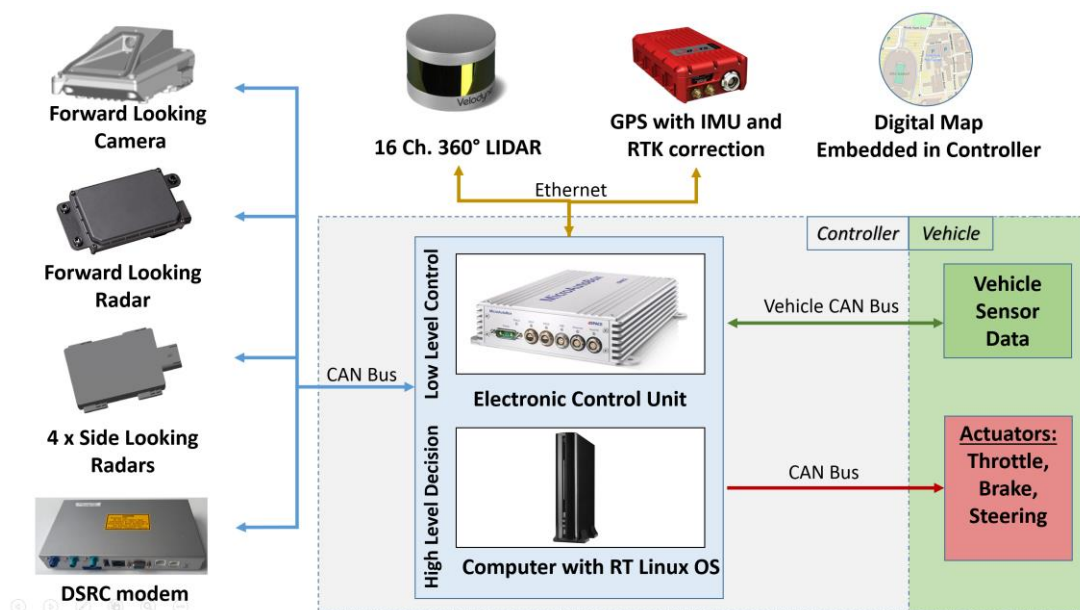 Forward Looking
Camera
Forward Looking
Radar
4 x Side Looking
Radars
DSRC modem
CAN Bus
Velodyne
16 Ch. 360° LIDAR
GPS with IMU and
RTK correction
Digital Map
Embedded in Controller
Ethernet
Controller
Vehicle
Low Level Control
MicroAutoBox
Electronic Control Unit
High Level Decision
Computer with RT Linux OS
Vehicle CAN Bus
Vehicle
Sensor
Data
CAN Bus
Actuators:
Throttle,
Brake,
Steering